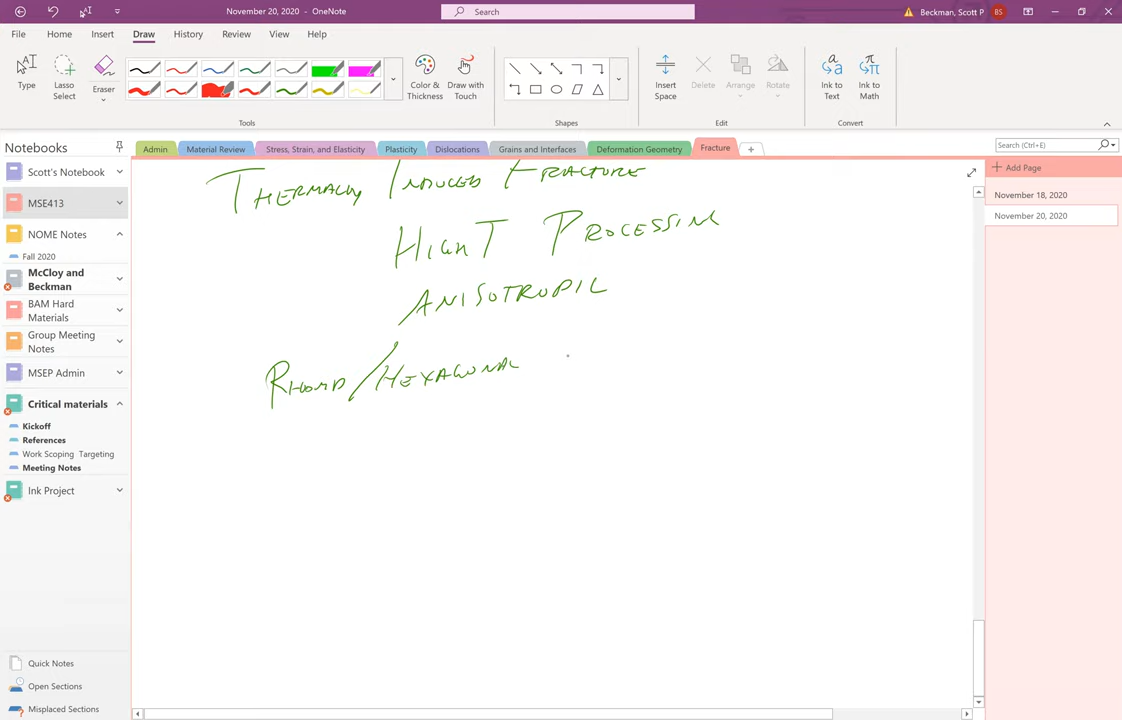 November 20, 2020 - OneNote
Search
Beckman, Scott P
BS
File Home Insert Draw History Review View Help
Type
Lasso Select
Eraser
Color & Thickness
Draw with Touch
Insert Space
Delete
Arrange
Rotate
Ink to Text
Ink to Math
Tools
Shapes
Edit
Convert
Notebooks
Admin Material Review Stress, Strain, and Elasticity Plasticity Dislocations Grains and Interfaces Deformation Geometry Fracture
Search (Ctrl+E)
Scott's Notebook
MSE413
NOME Notes
Fall 2020
McCloy and
Beckman
BAM Hard
Materials
Group Meeting
Notes
MSEP Admin
Critical materials
Kickoff
References
Work Scoping Targeting
Meeting Notes
Ink Project
Quick Notes
Open Sections
Misplaced Sections
THERMALLY INDUCED FRACTURE
HIGH T PROCESSING
ANISOTROPIC
RHOMB/HEXAGONAL
Add Page
November 18, 2020
November 20, 2020